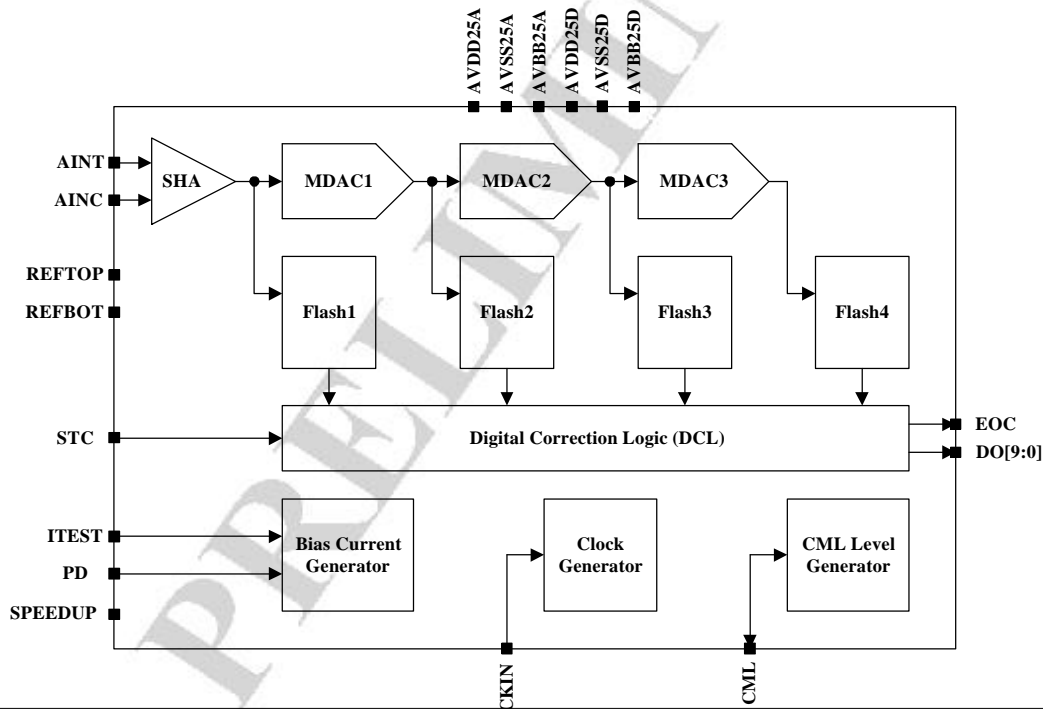 AVDD25A
AVSS25A
AVBB25A
AVDD25D
AVSS25D
AVBB25D
AINT
AINC
SHA
MDAC1
MDAC2
MDAC3
REFTOP
REFBOT
Flash1
Flash2
Flash3
Flash4
STC
Digital Correction Logic (DCL)
EOC
DO[9:0]
ITEST
PD
SPEEDUP
Bias Current
Generator
Clock
Generator
CML Level
Generator
CKIN
CML
PRELIMI